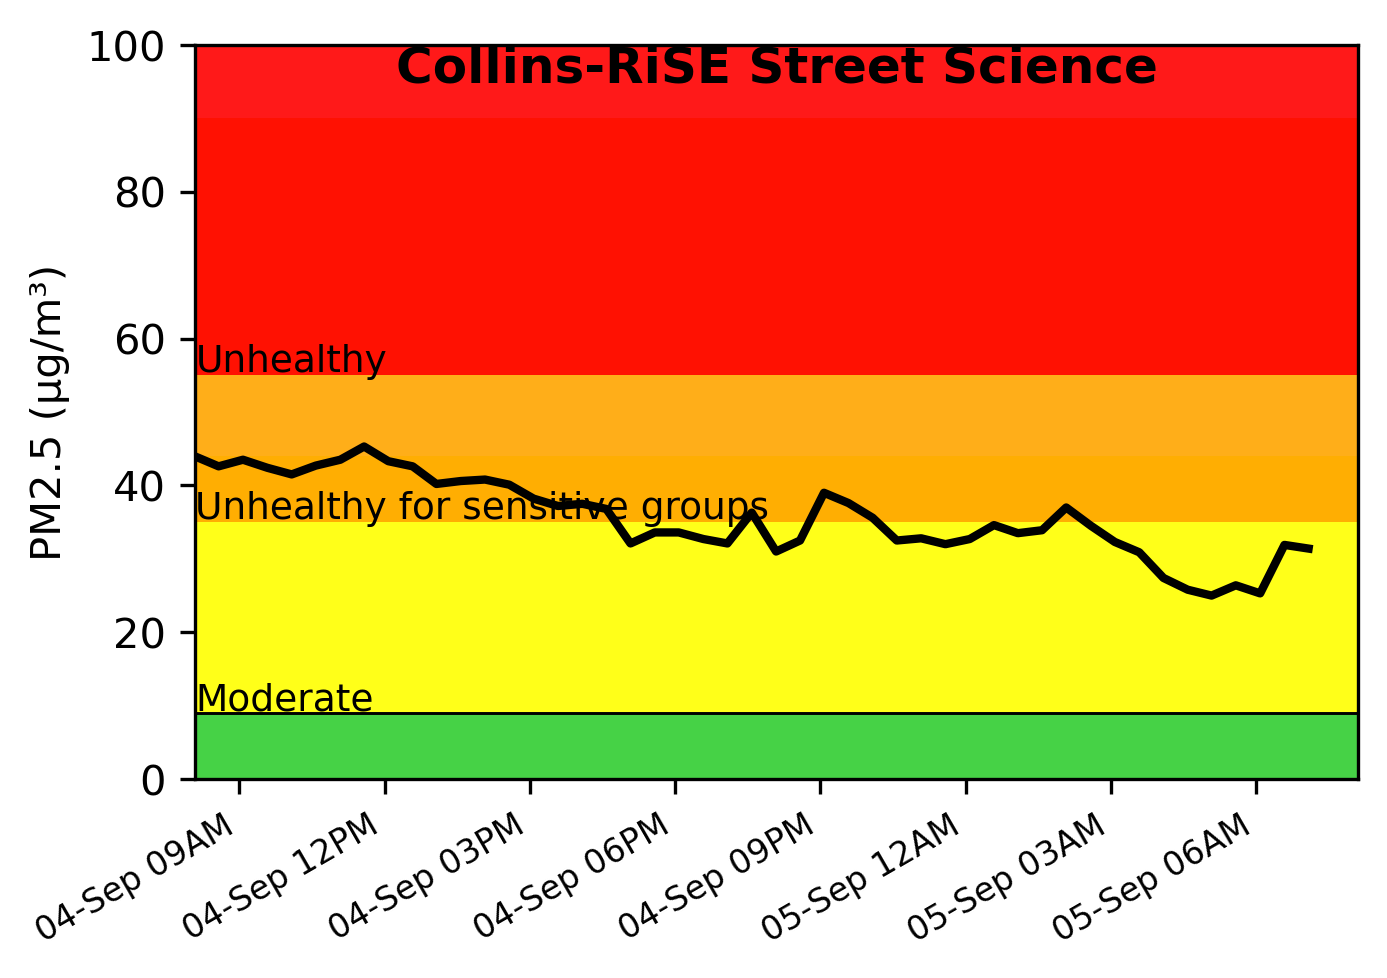 Collins-RiSE Street Science
100
80
60
40
20
0
PM2.5 (µg/m³)
Unhealthy
Unhealthy for sensitive groups
Moderate
04-Sep 09AM
04-Sep 12PM
04-Sep 03PM
04-Sep 06PM
04-Sep 09PM
05-Sep 12AM
05-Sep 03AM
05-Sep 06AM